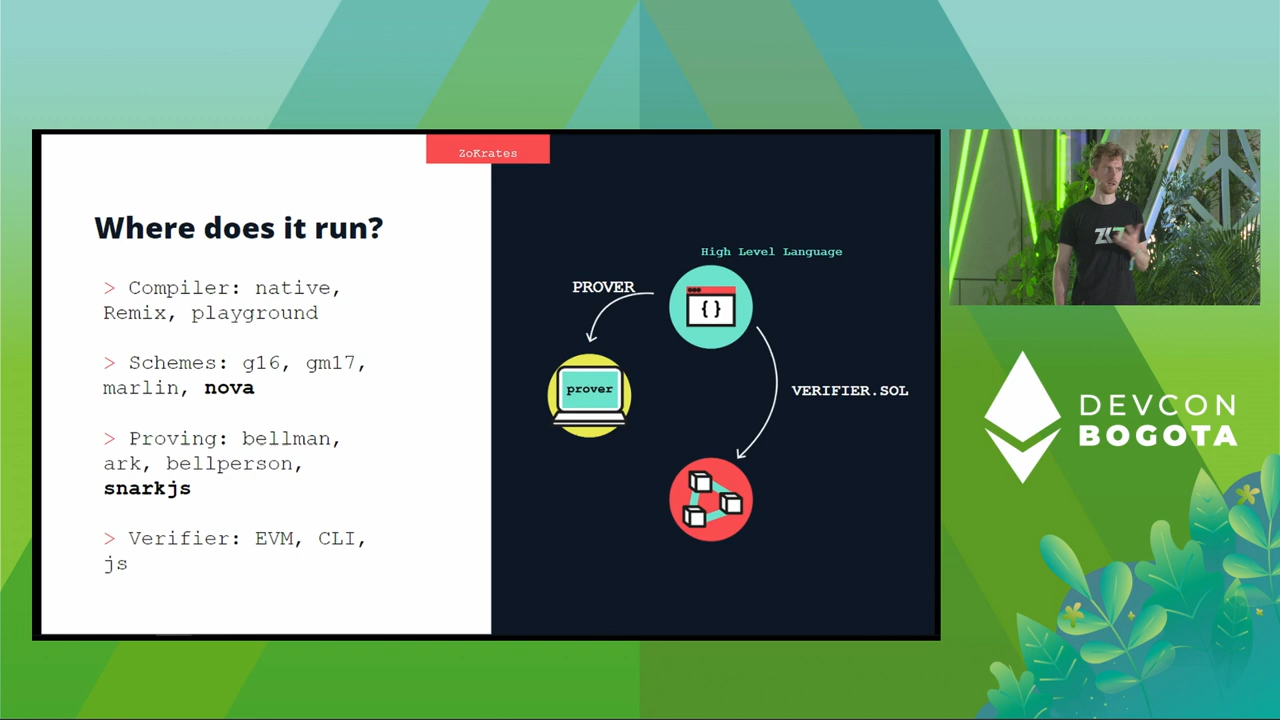 ZoKrates
Where does it run?
> Compiler: native,
Remix, playground
> Schemes: g16, gm17,
marlin, nova
> Proving: bellman,
ark, bellperson,
snarkjs
> Verifier: EVM, CLI,
js
High Level Language
PROVER
{}
prover
VERIFIER.SOL
DEVCON
BOGOTA